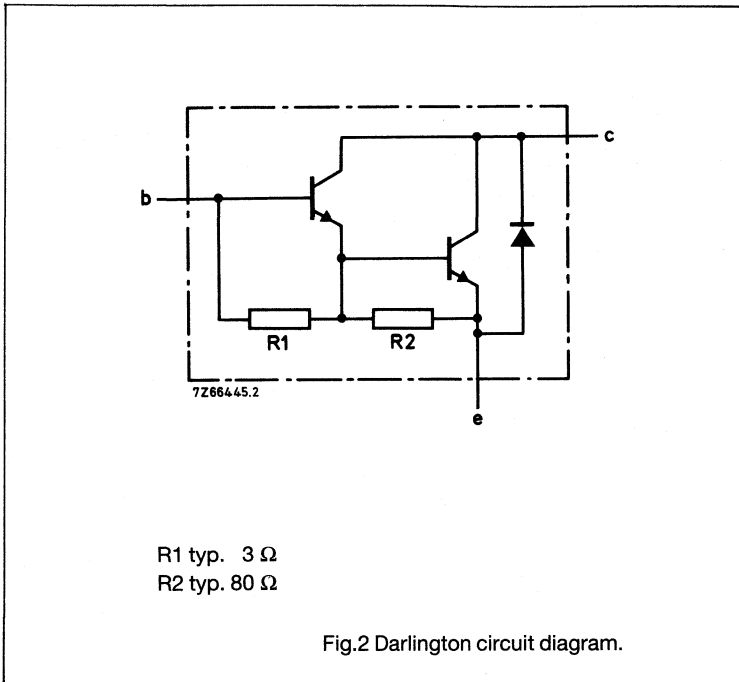 c
b
R1
R2
7Z66445.2
e
R1 typ. 3 Ω
R2 typ. 80 Ω
Fig.2 Darlington circuit diagram.